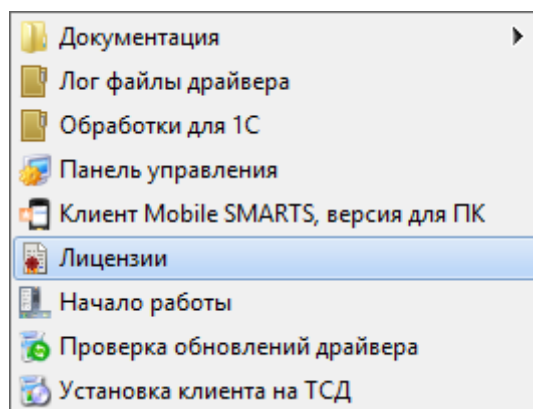 Документация
Лог файлы драйвера
Обработки для 1С
Панель управления
Клиент Mobile SMARTS, версия для ПК
Лицензии
Начало работы
Проверка обновлений драйвера
Установка клиента на ТСД